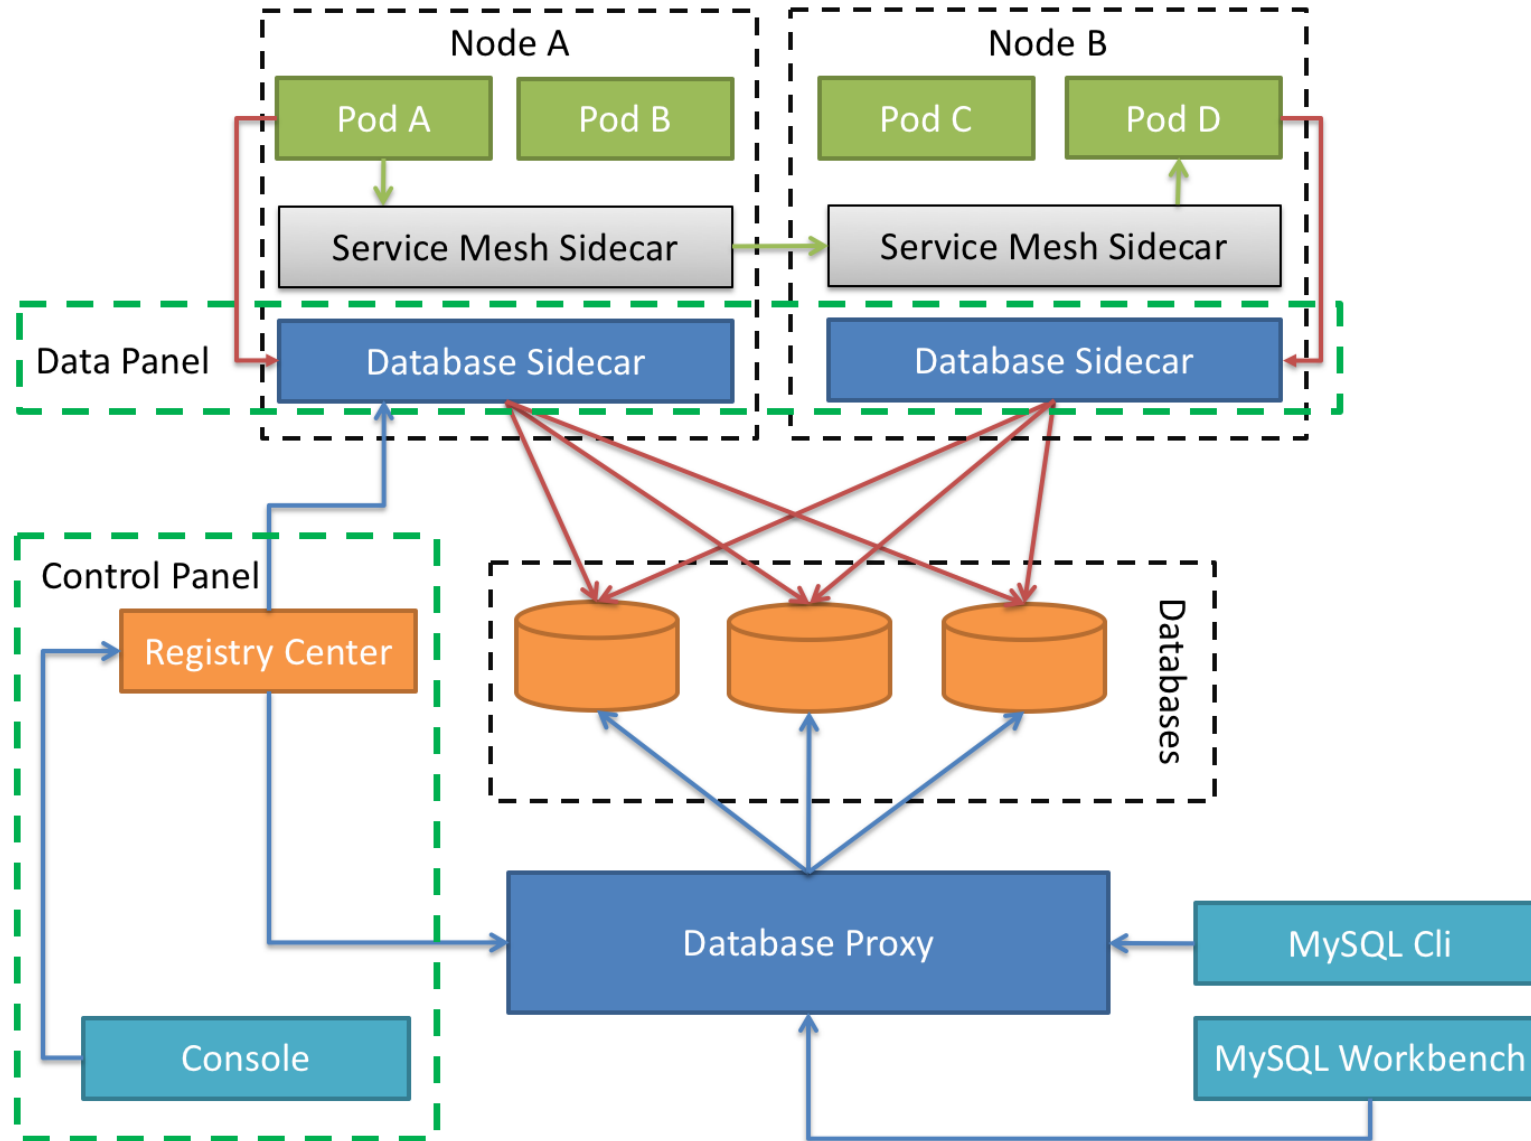 Node A
Node B
Pod A
Pod B
Pod C
Pod D
Service Mesh Sidecar
Service Mesh Sidecar
Data Panel
Database Sidecar
Database Sidecar
Control Panel
Registry Center
Databases
Database Proxy
MySQL Cli
Console
MySQL Workbench